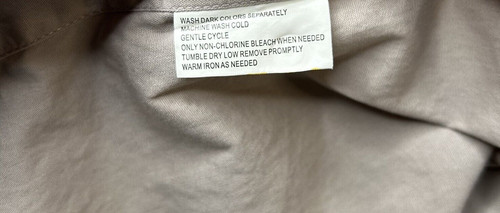 WASH DARK COLORS SEPARATELY
MACHINE WASH COLD
GENTLE CYCLE
ONLY NON-CHLORINE BLEACH WHEN NEEDED
TUMBLE DRY LOW REMOVE PROMPTLY
WARM IRON AS NEEDED